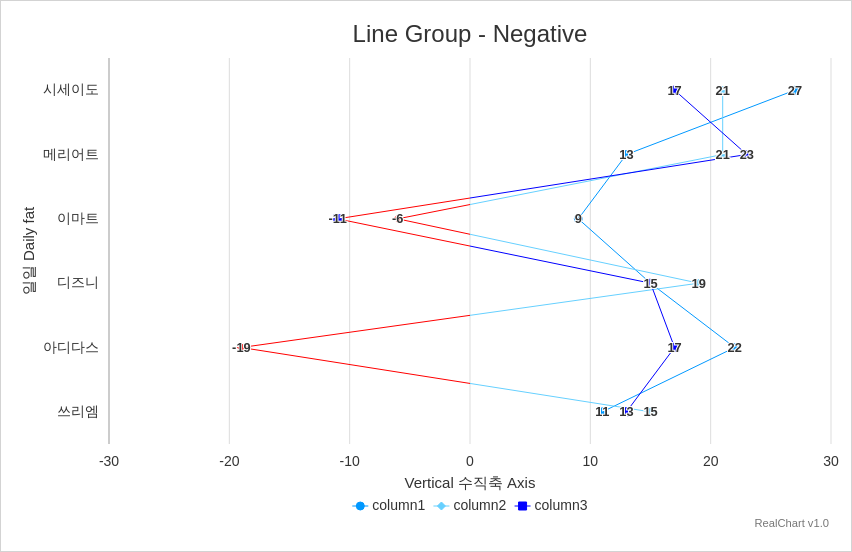 Line Group - Negative
일일 Daily fat
시세이도
17 21 27
메리어트
13 21 23
이마트
-11 -6 9
디즈니
15 19
아디다스
-19 17 22
쓰리엠
11 13 15
-30 -20 -10 0 10 20 30
Vertical 수직축 Axis
column1 column2 column3
RealChart v1.0